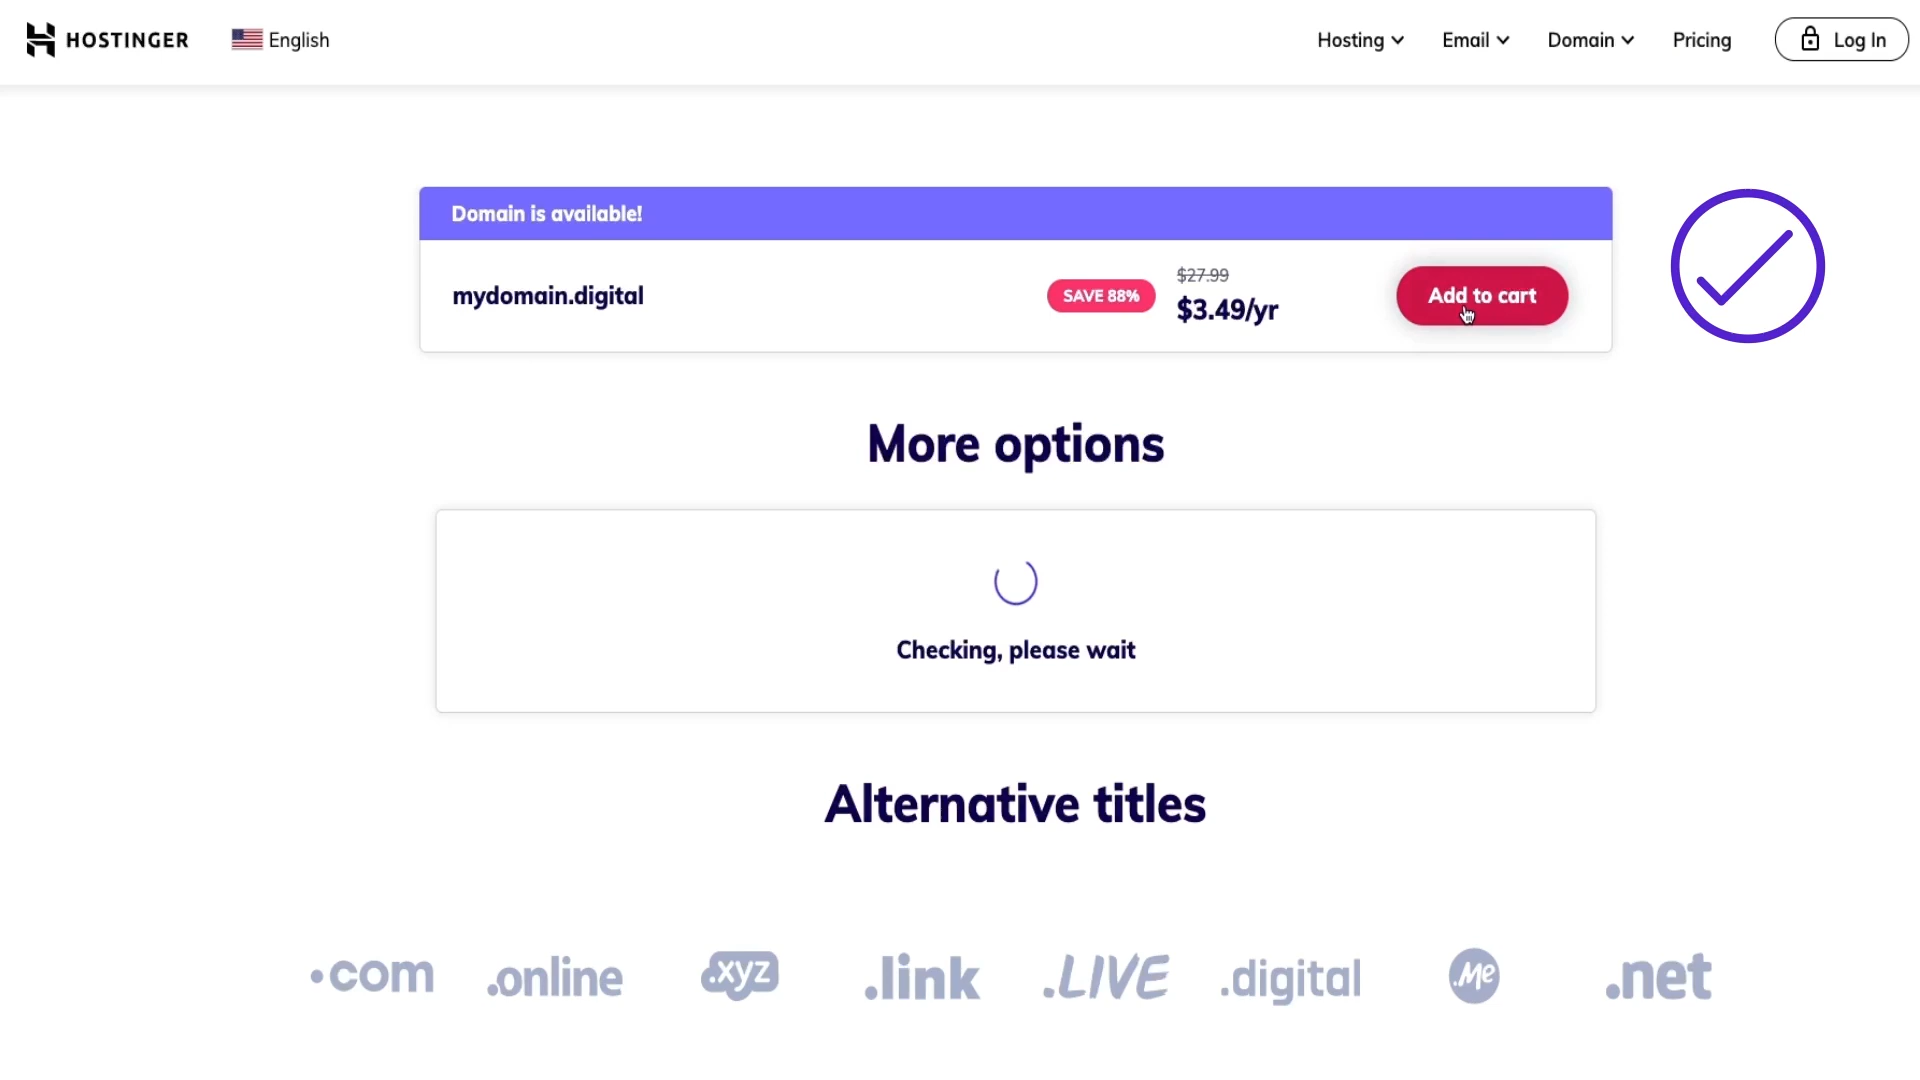 HOSTINGER
English
Hosting
Email
Domain
Pricing
Log In
Domain is available!
mydomain.digital
SAVE 88%
$27.99
$3.49/yr
Add to cart
More options
Checking, please wait
Alternative titles
.com
.online
.xyz
.link
.LIVE
.digital
.Me
.net